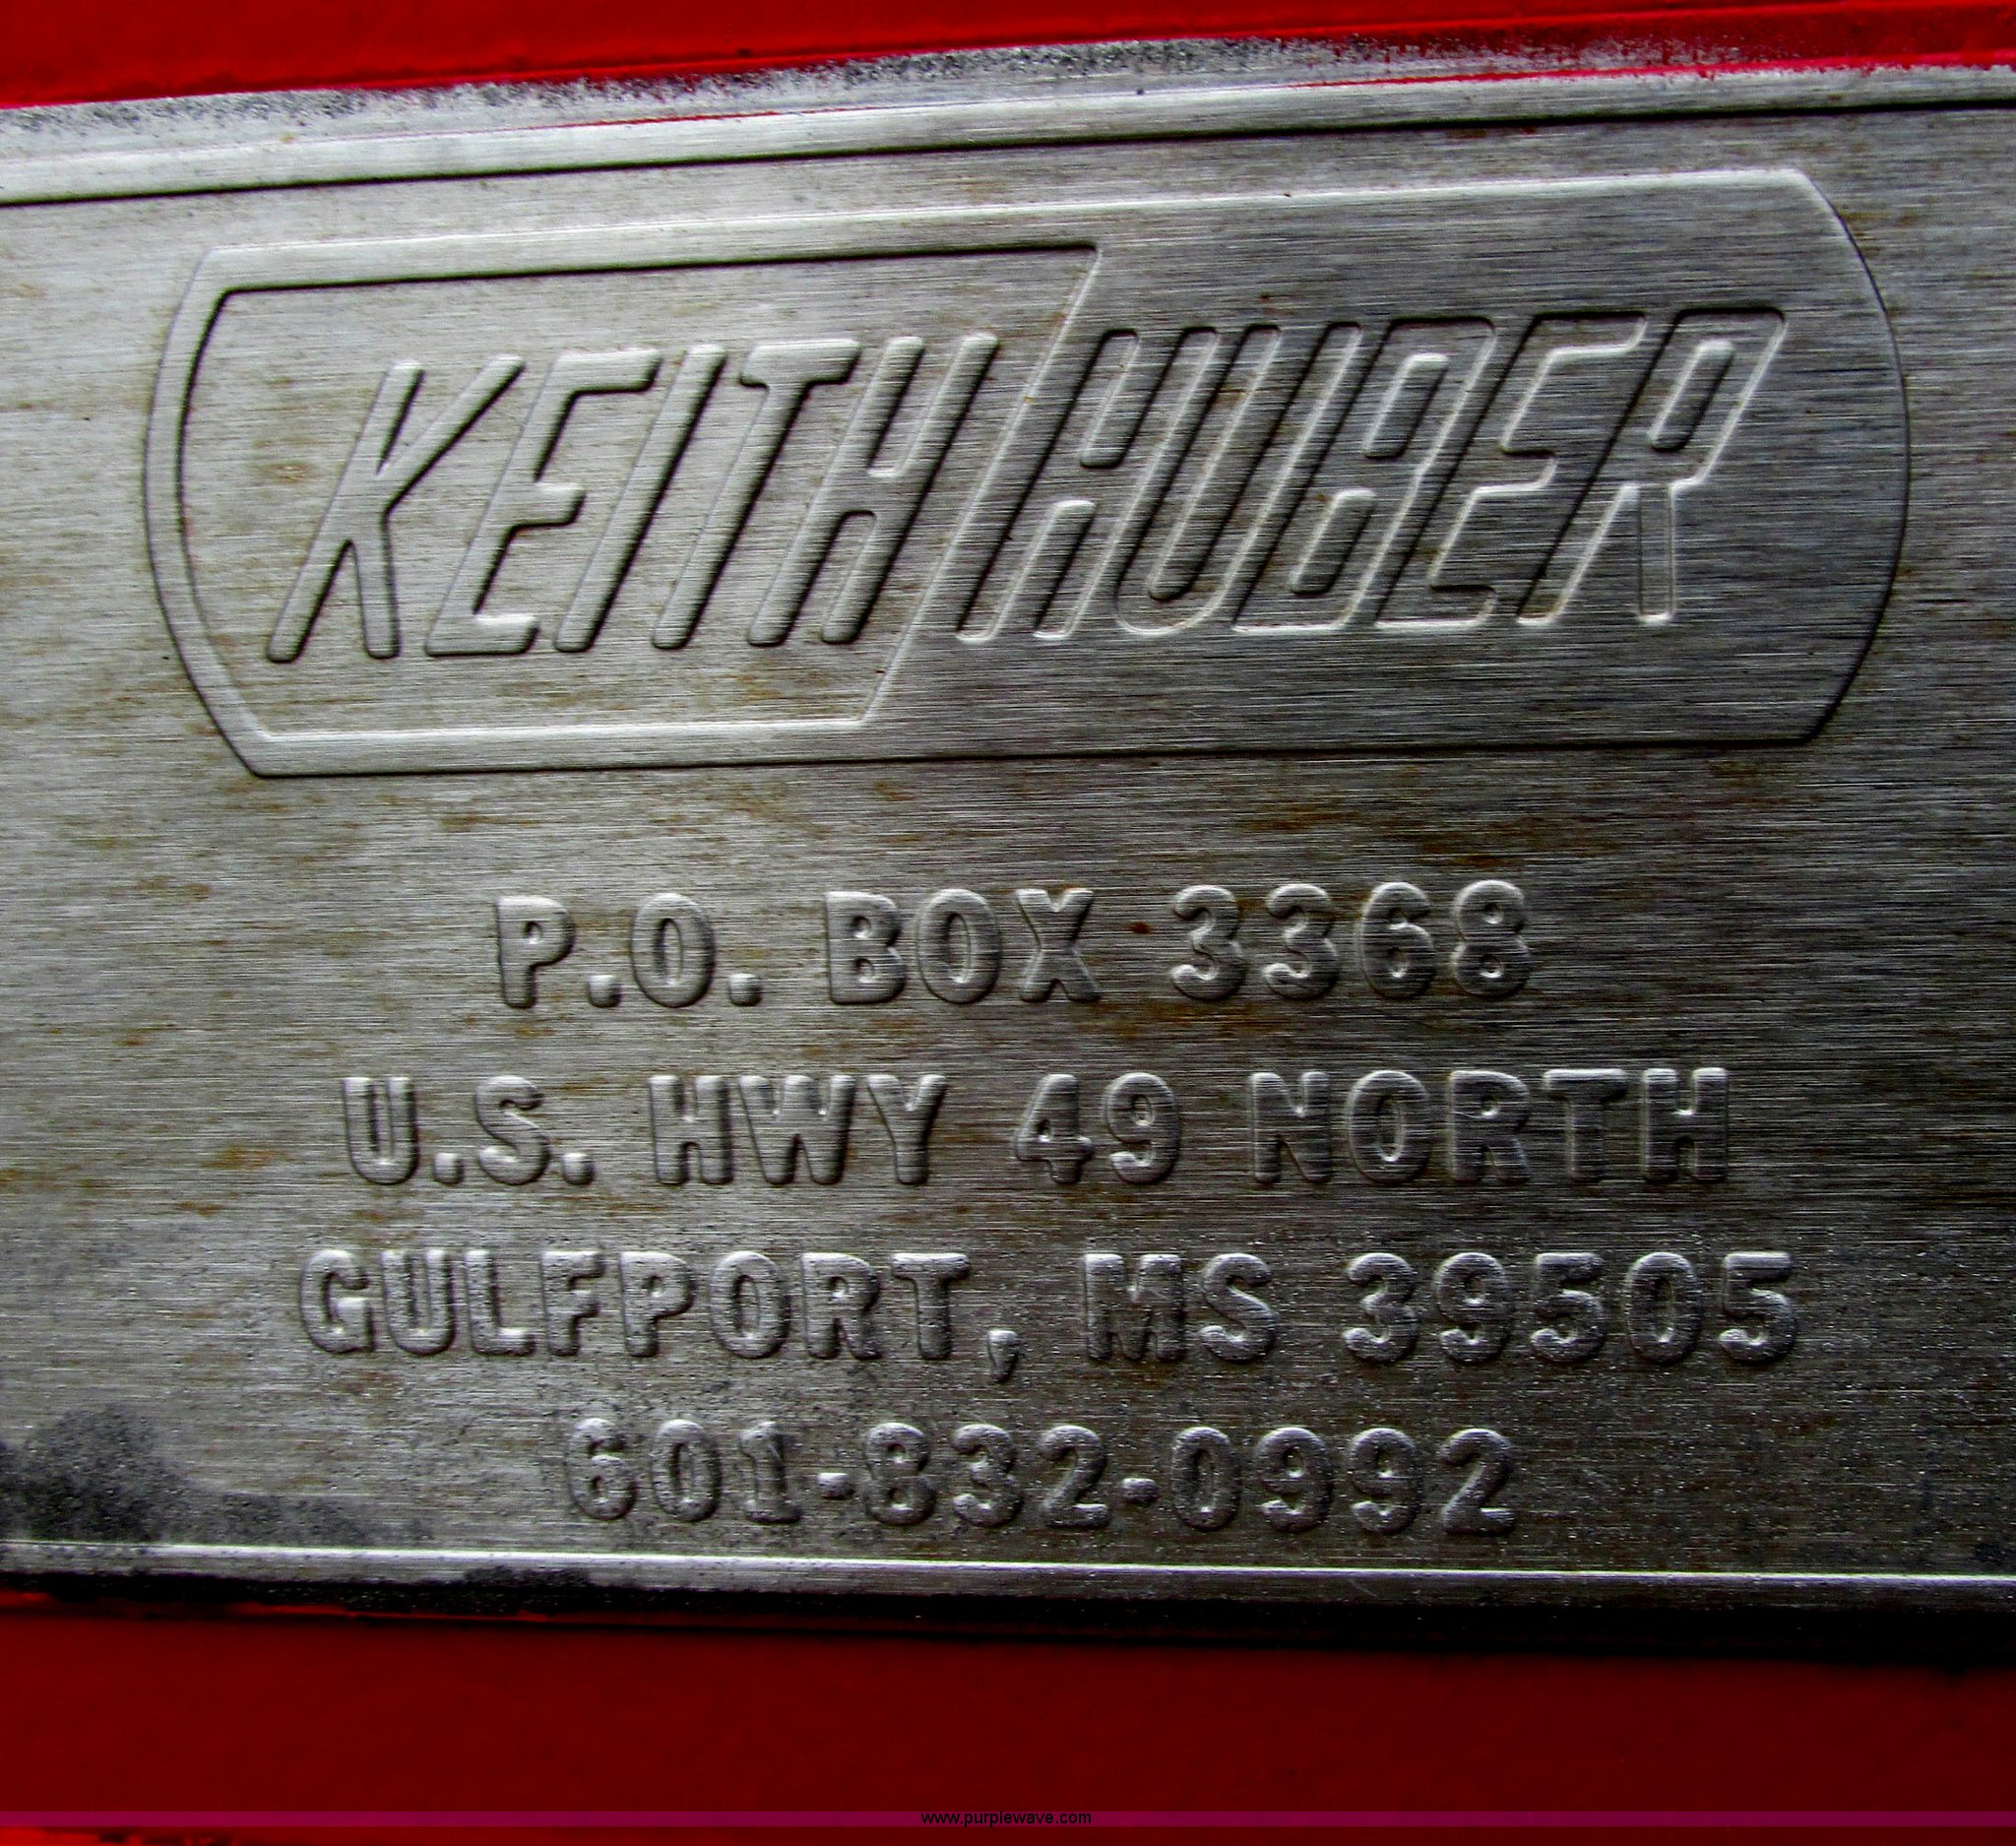 KEITH HUBER
P.O. BOX 3368
U.S. HWY 49 NORTH
GULFPORT, MS 39505
601-832-0992
www.purplewave.com